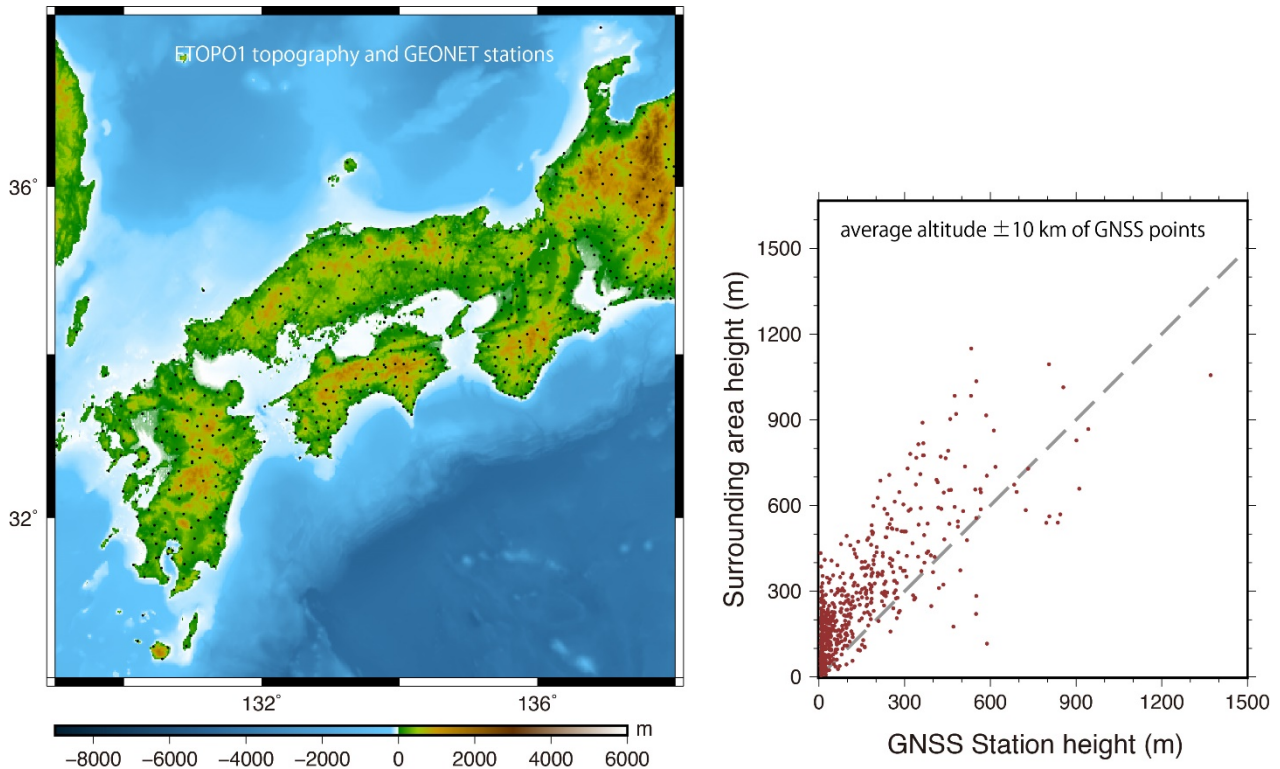 ETOPO1 topography and GEONET stations
36°
32°
132°
136°
m
−8000 −6000 −4000 −2000 0 2000 4000 6000
average altitude ±10 km of GNSS points
Surrounding area height (m)
1500
1200
900
600
300
0
0 300 600 900 1200 1500
GNSS Station height (m)